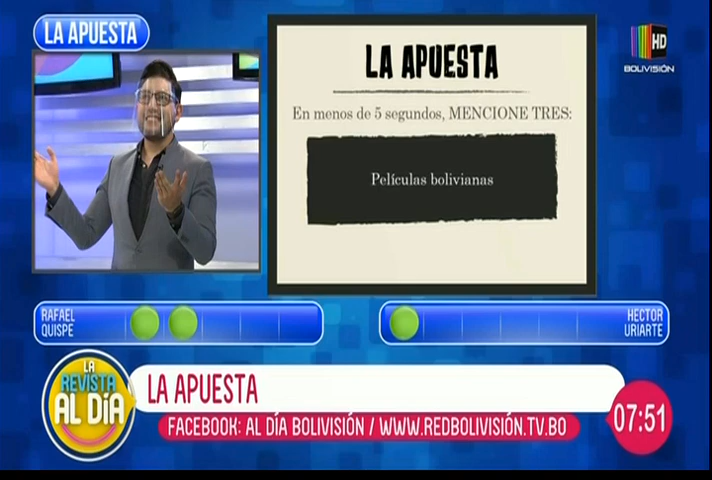 LA APUESTA
LA APUESTA
En menos de 5 segundos, MENCIONE TRES:
Películas bolivianas
HD
BOLIVISIÓN
RAFAEL
QUISPE
HECTOR
URIARTE
LA
REVISTA
AL DÍA
LA APUESTA
FACEBOOK: AL DÍA BOLIVISIÓN / WWW.REDBOLIVISIÓN.TV.BO
07:51